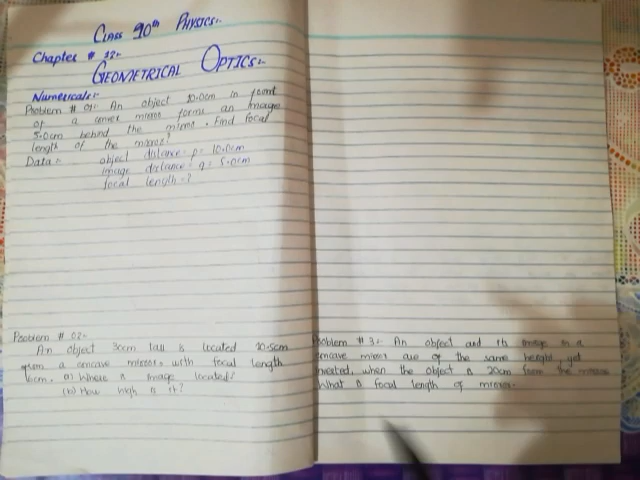 Class 10th Physics:-
Chapter # 12:-
Geometrical Optics:-
Numericals:-
Problem # 01:- An object 10.0cm in front
of a convex mirror forms an image
5.0cm behind the mirror. Find focal
length of the mirror?
Data:- object distance = p = 10.0cm
image distance = q = 5.0cm
focal length = ?
Problem # 02:-
An object 30cm tall is located 10.5cm
from a concave mirror with focal length
16cm. (a) Where is image located?
(b) How high is it?
Problem # 3:- An object and its image in a
concave mirror are of the same height, yet
inverted, when the object is 20cm from the mirror.
What is focal length of mirror.